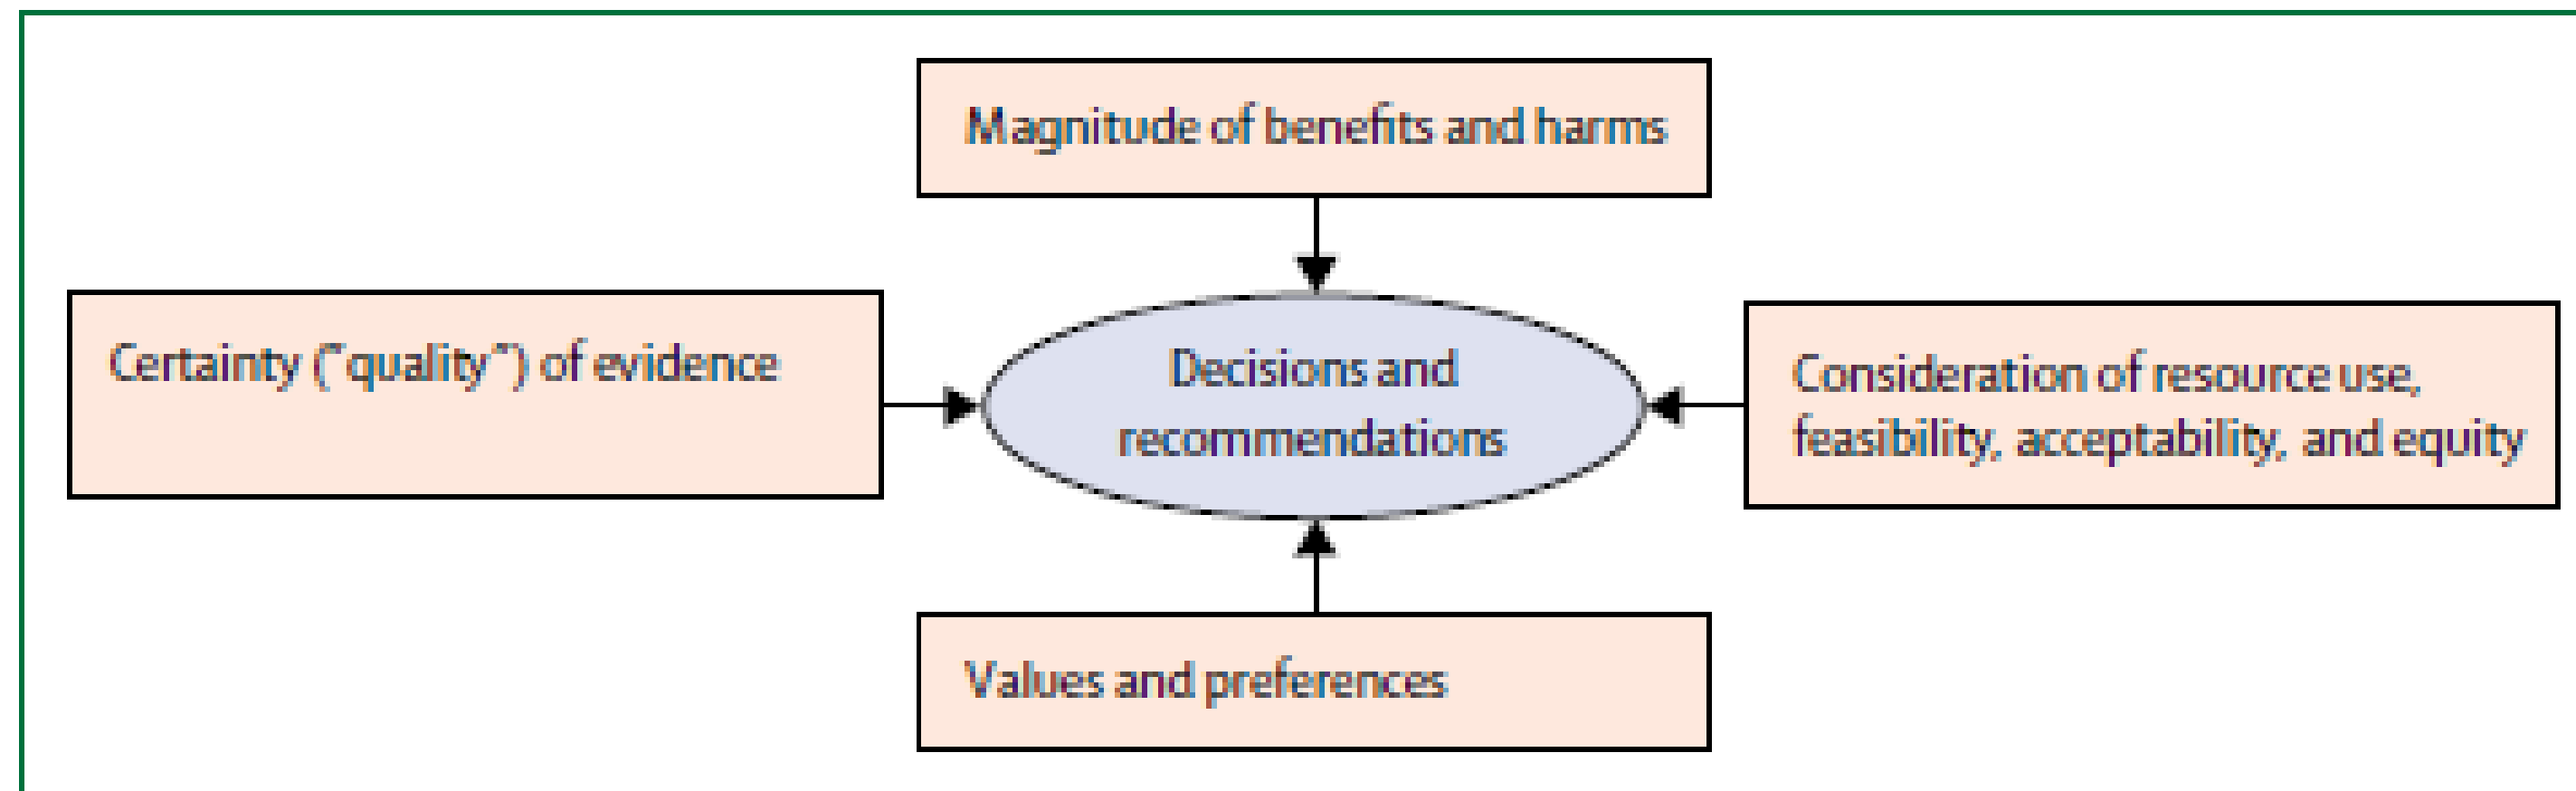 Magnitude of benefits and harms
Certainty ("quality") of evidence
Decisions and
recommendations
Consideration of resource use,
feasibility, acceptability, and equity
Values and preferences